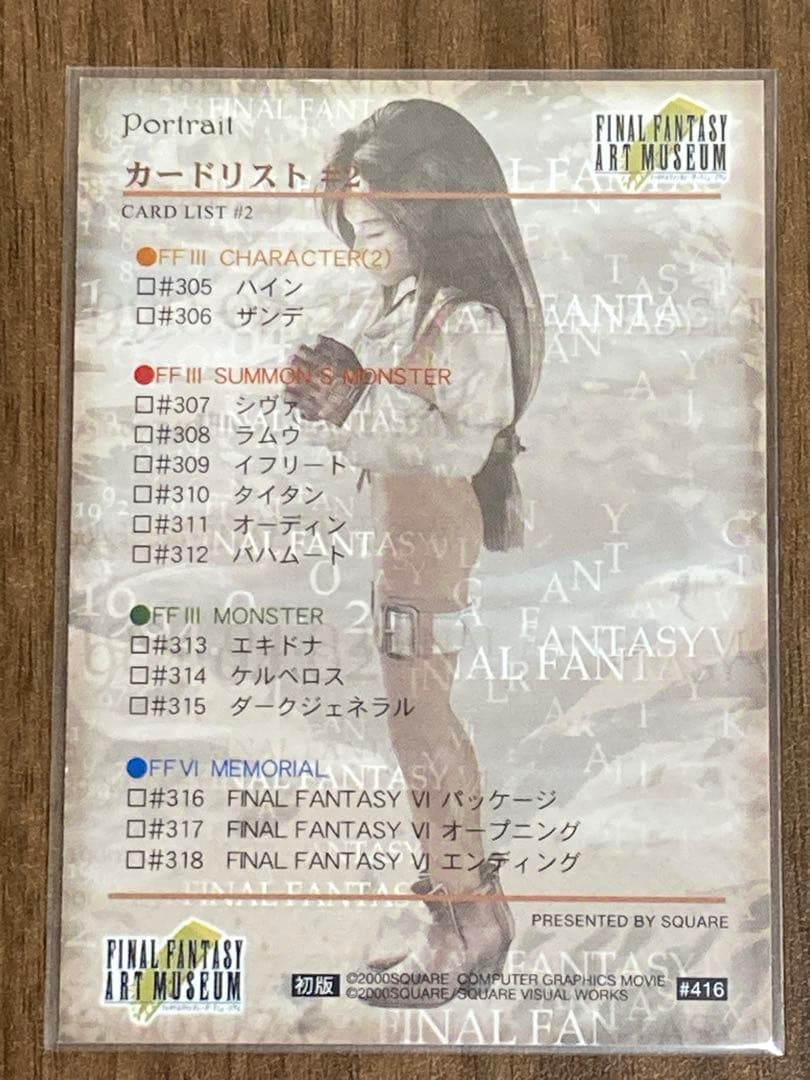 Portrait
FINAL FANTASY
ART MUSEUM
カードリスト #2
CARD LIST #2
●FF III CHARACTER(2)
□#305 ハイン
□#306 ザンデ
●FF III SUMMON S MONSTER
□#307 シヴァ
□#308 ラムウ
□#309 イフリート
□#310 タイタン
□#311 オーディン
□#312 バハムート
●FF III MONSTER
□#313 エキドナ
□#314 ケルベロス
□#315 ダークジェネラル
●FF VI MEMORIAL
□#316 FINAL FANTASY VI パッケージ
□#317 FINAL FANTASY VI オープニング
□#318 FINAL FANTASY VI エンディング
PRESENTED BY SQUARE
FINAL FANTASY
ART MUSEUM
初版 ©2000SQUARE COMPUTER GRAPHICS MOVIE
©2000SQUARE/SQUARE VISUAL WORKS
#416